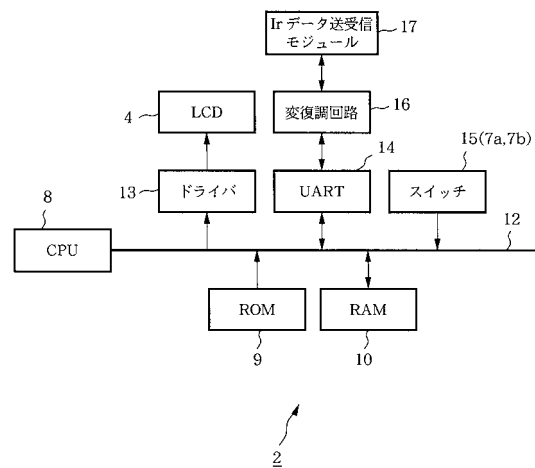 Irデータ送受信
モジュール
17
4
LCD
変復調回路
16
15(7a,7b)
13
ドライバ
14
UART
スイッチ
8
CPU
12
ROM
RAM
9
10
2